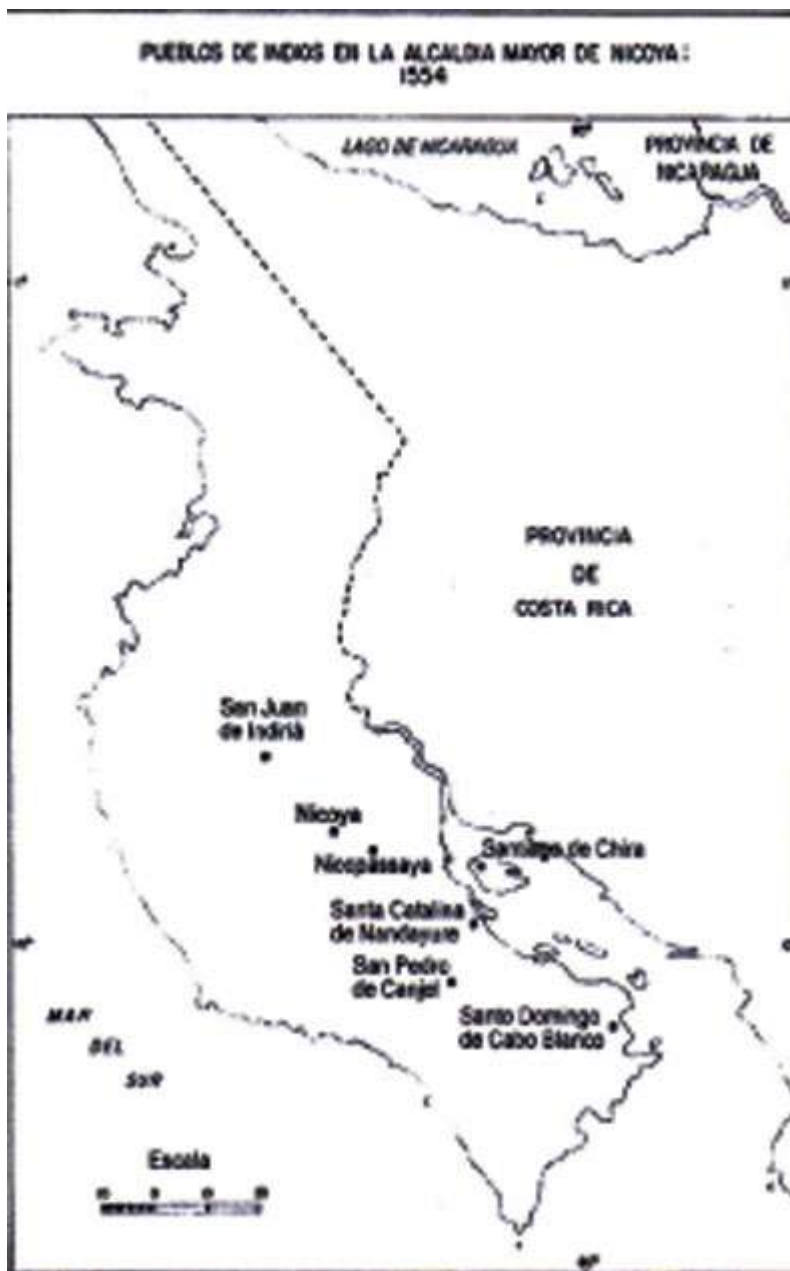 PUEBLOS DE INDIOS EN LA ALCALDIA MAYOR DE NICOYA:
1554
LAGO DE NICARAGUA
PROVINCIA DE
NICARAGUA
PROVINCIA
DE
COSTA RICA
San Juan
de Indiriá
Nicoya
Nicopassaya
Santiago de Chira
Santa Catalina
de Nandayure
San Pedro
de Canjel
Santo Domingo
de Cabo Blanco
MAR
DEL
SUR
Escala